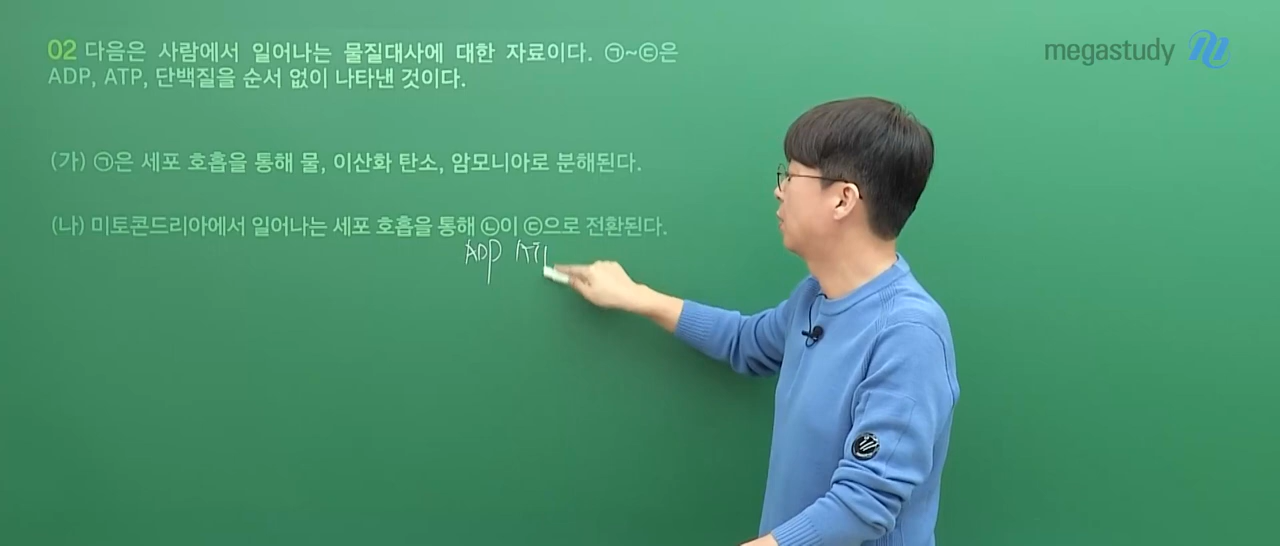 02 다음은 사람에서 일어나는 물질대사에 대한 자료이다. ㉠~㉢은
ADP, ATP, 단백질을 순서 없이 나타낸 것이다.
megastudy
(가) ㉠은 세포 호흡을 통해 물, 이산화 탄소, 암모니아로 분해된다.
(나) 미토콘드리아에서 일어나는 세포 호흡을 통해 ㉡이 ㉢으로 전환된다.
ADP